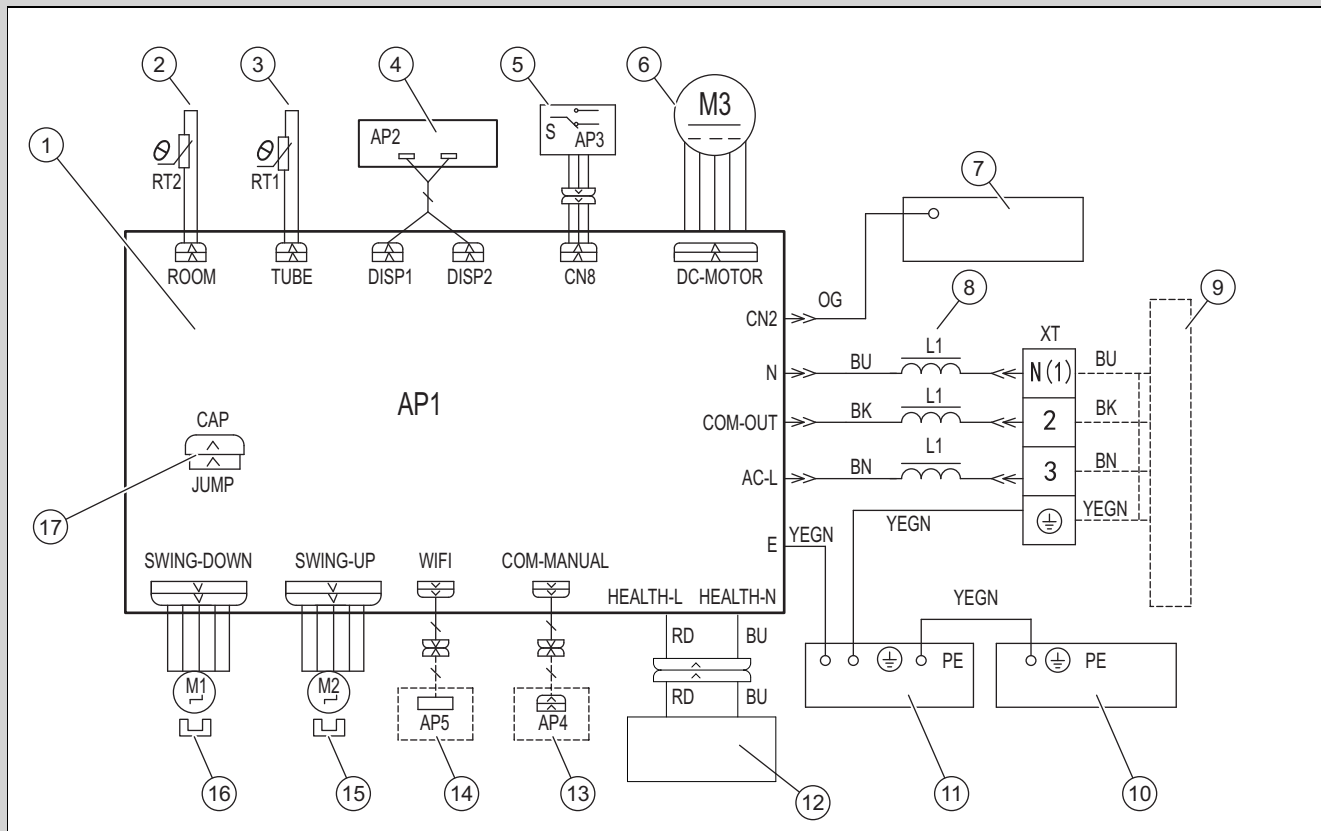 2 3 4 5 6
1
AP2
S AP3
M3
RT2 RT1
7
ROOM TUBE DISP1 DISP2 CN8 DC-MOTOR
OG
8 9
CN2
XT
BU L1 N(1) BU
N
BK L1 2 BK
COM-OUT
BN L1 3 BN
AC-L
YEGN YEGN
E YEGN
AP1
CAP
JUMP
17
SWING-DOWN SWING-UP WIFI COM-MANUAL
HEALTH-L HEALTH-N
YEGN
RD BU
PE PE
RD BU
M1 M2
AP5 AP4
16 15 14 13 12 11 10